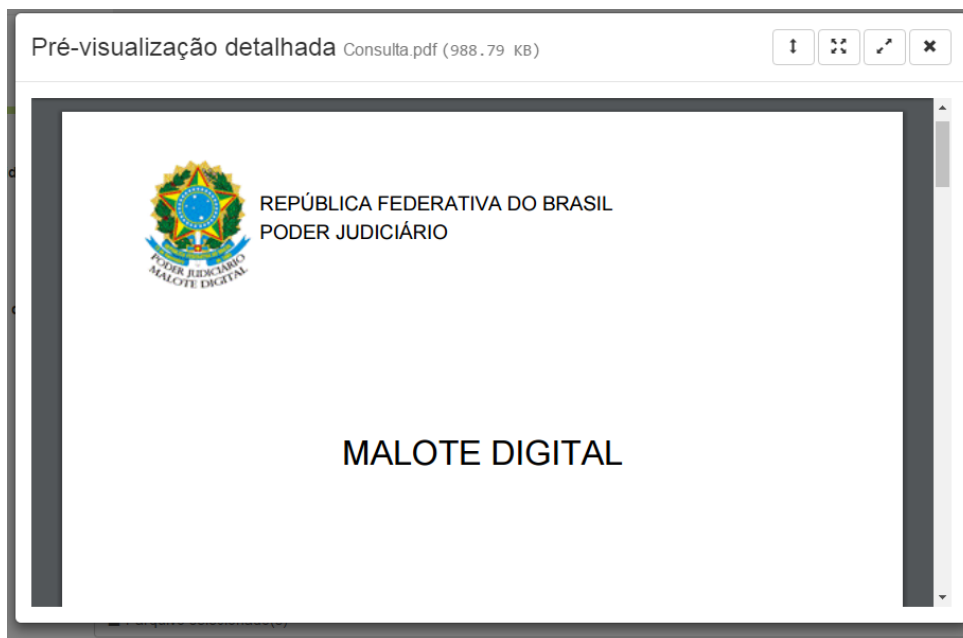 Pré-visualização detalhada Consulta.pdf (988.79 KB)
REPÚBLICA FEDERATIVA DO BRASIL
PODER JUDICIÁRIO
PODER JUDICIÁRIO
MALOTE DIGITAL
MALOTE DIGITAL